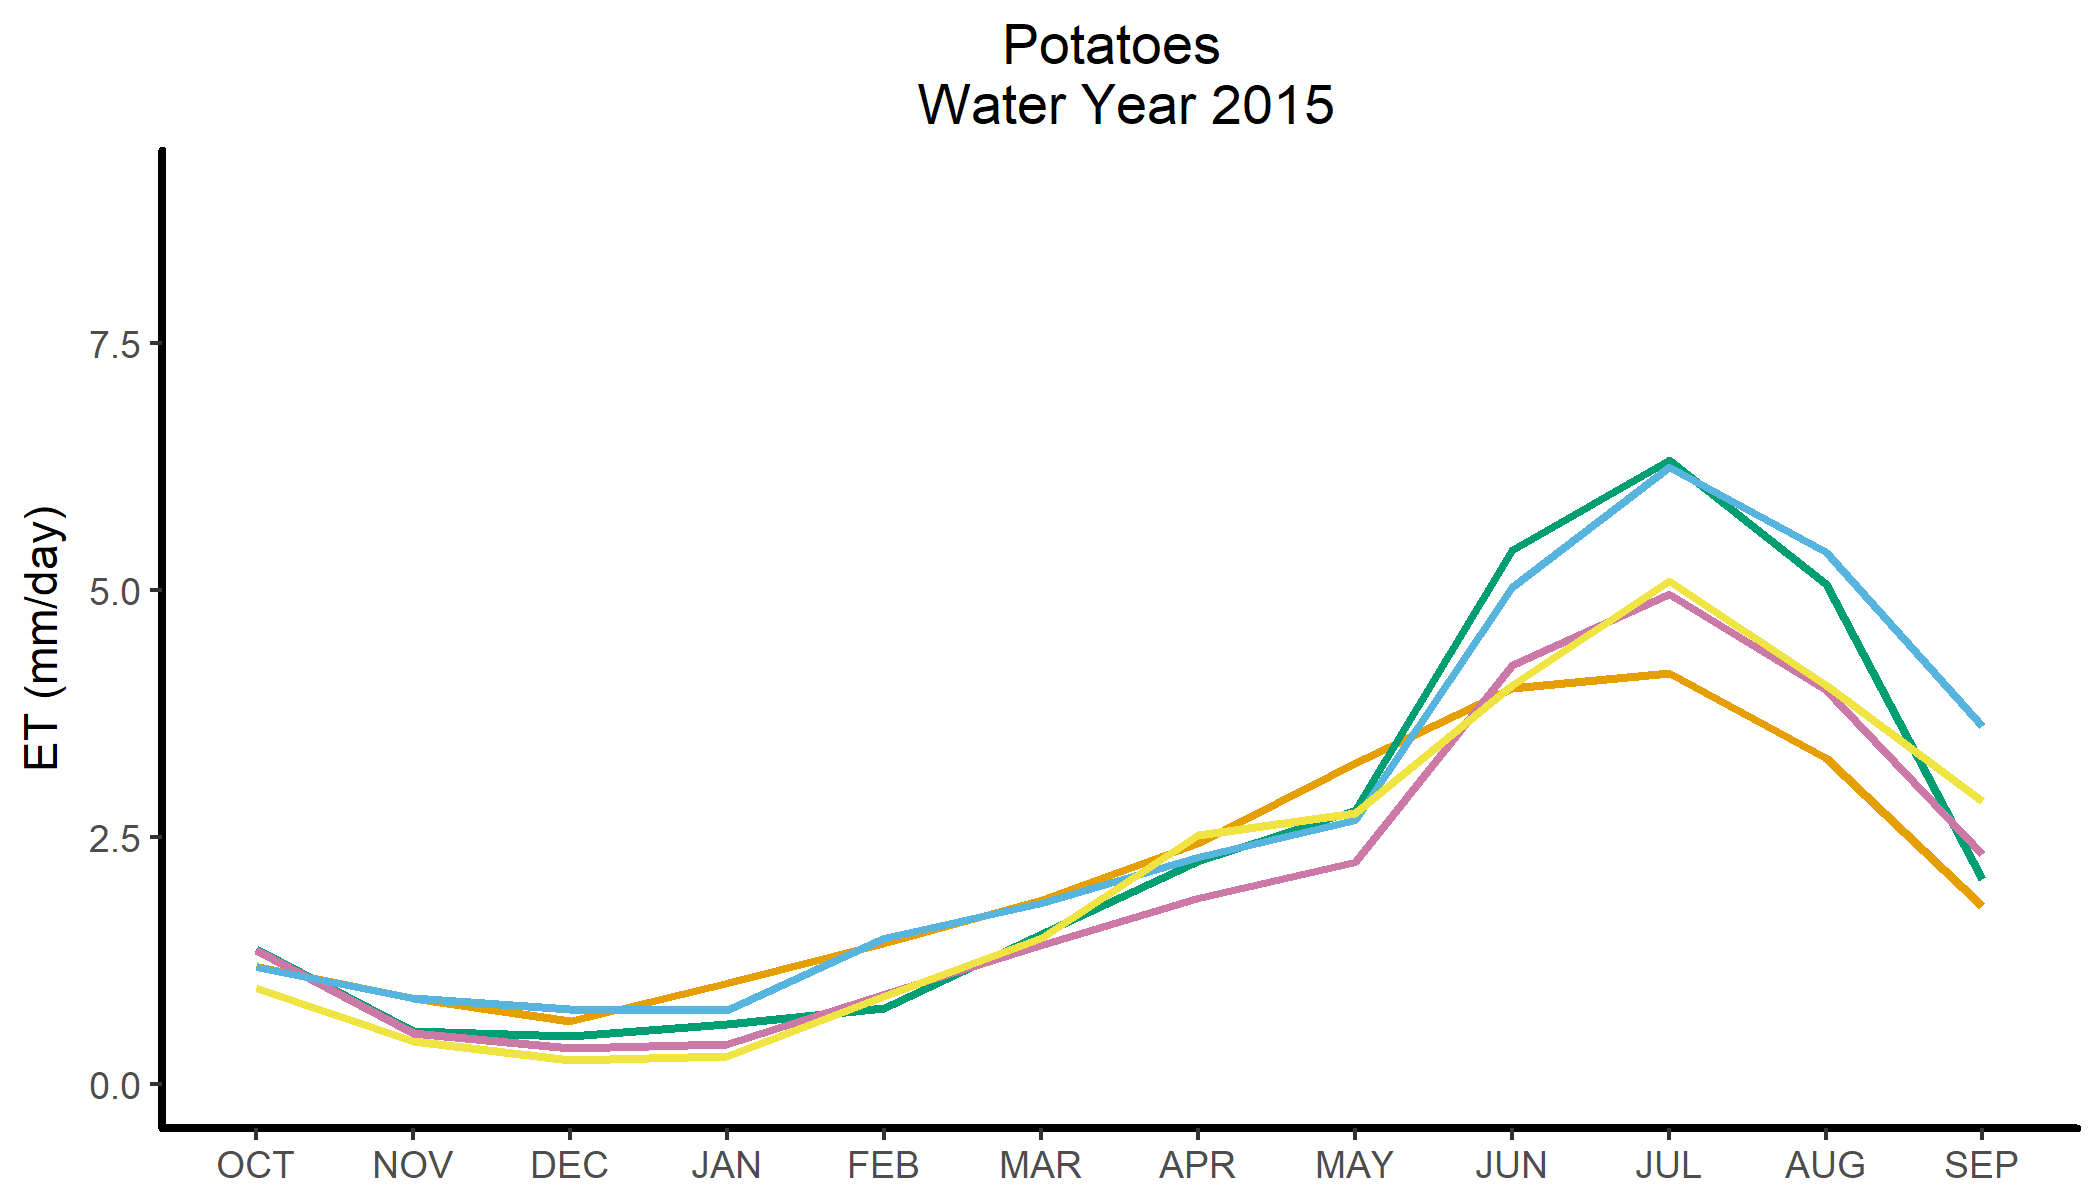 Potatoes
Water Year 2015
ET (mm/day)
7.5
5.0
2.5
0.0
OCT NOV DEC JAN FEB MAR APR MAY JUN JUL AUG SEP